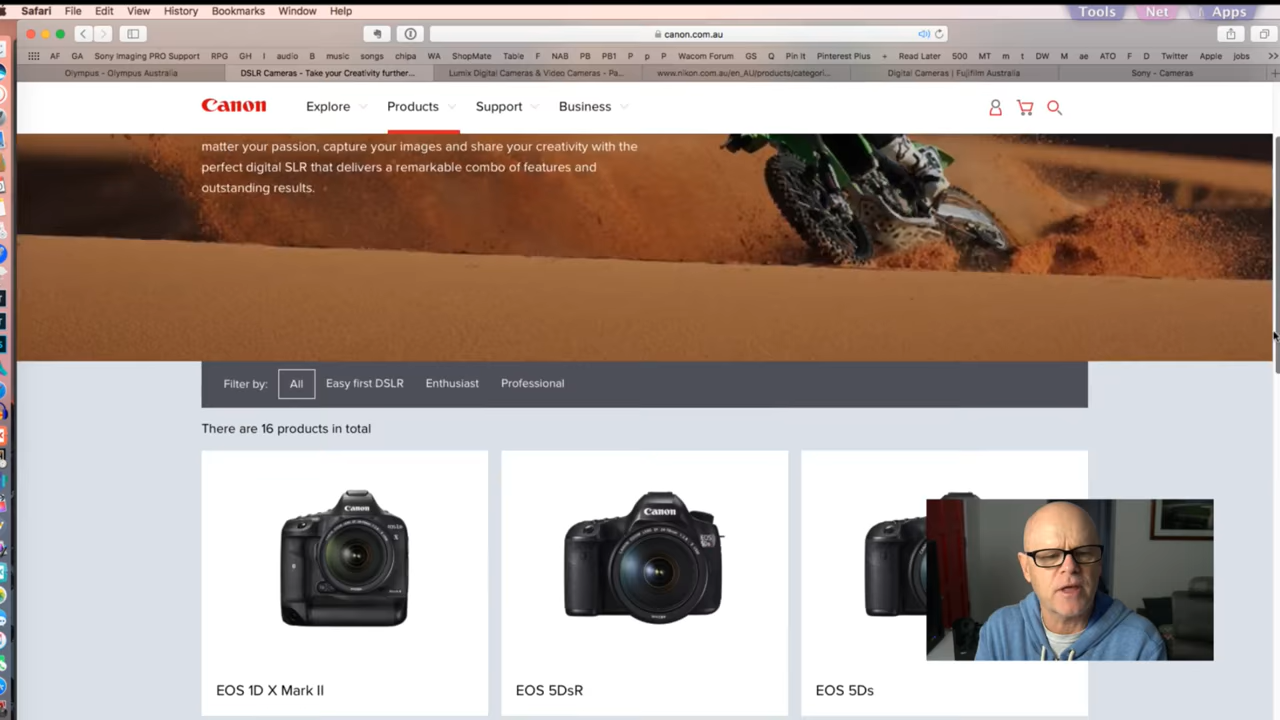 Safari File Edit View History Bookmarks Window Help
Tools Net Apps
canon.com.au
AF GA Sony Imaging PRO Support RPG GH I audio B music songs chipa WA ShopMate Table F NAB PB PB1 P p P Wacom Forum GS Q Pin It Pinterest Plus + Read Later 500 MT m t DW M ae ATO F D Twitter Apple jobs
Olympus - Olympus Australia DSLR Cameras - Take your Creativity further... Lumix Digital Cameras & Video Cameras - Pa... www.nikon.com.au/en_AU/products/categori... Digital Cameras | Fujifilm Australia Sony - Cameras
Canon Explore Products Support Business
matter your passion, capture your images and share your creativity with the
perfect digital SLR that delivers a remarkable combo of features and
outstanding results.
Filter by: All Easy first DSLR Enthusiast Professional
There are 16 products in total
Canon Canon
EOS 1D X Mark II EOS 5DsR EOS 5Ds